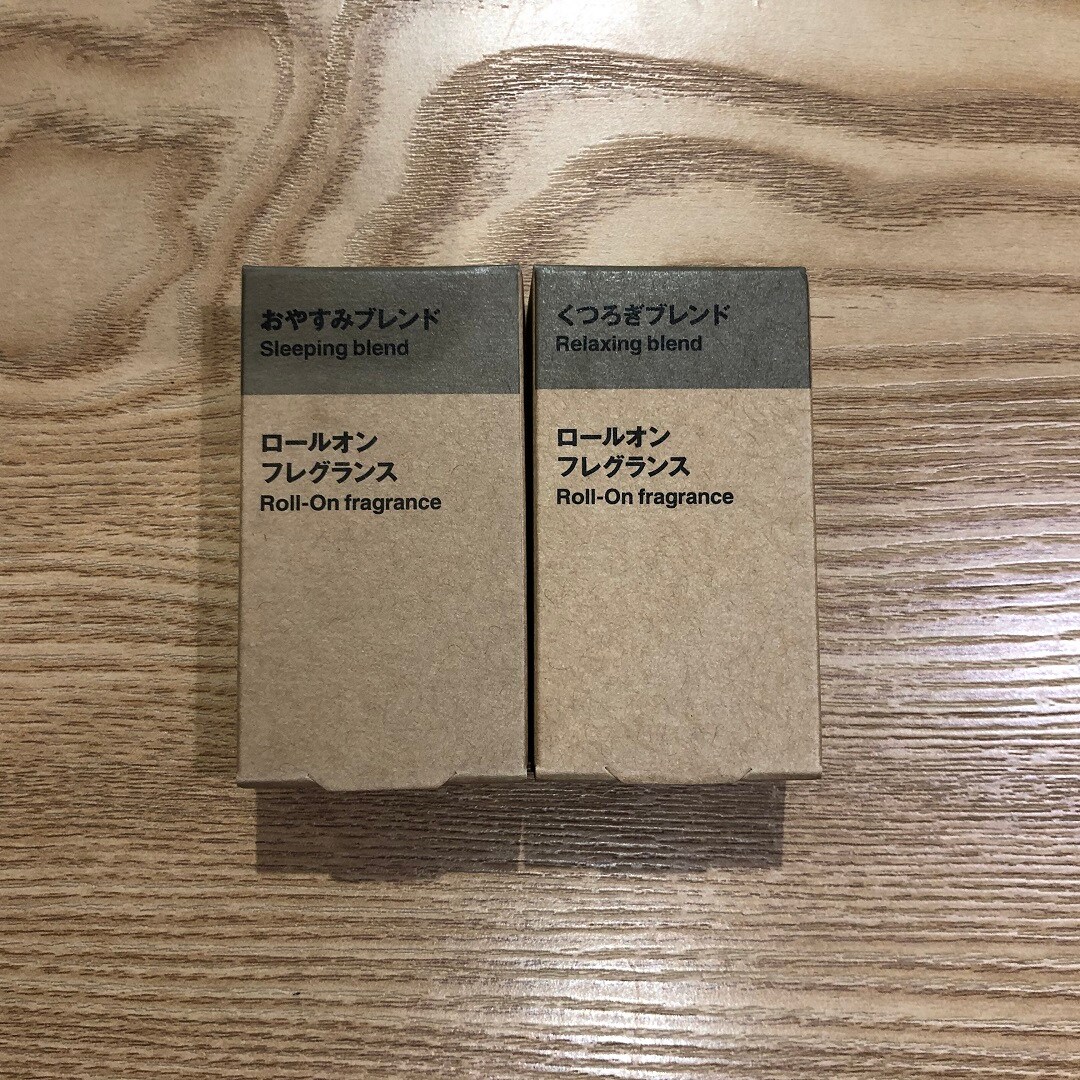 おやすみブレンド
Sleeping blend
ロールオン
フレグランス
Roll-On fragrance
くつろぎブレンド
Relaxing blend
ロールオン
フレグランス
Roll-On fragrance